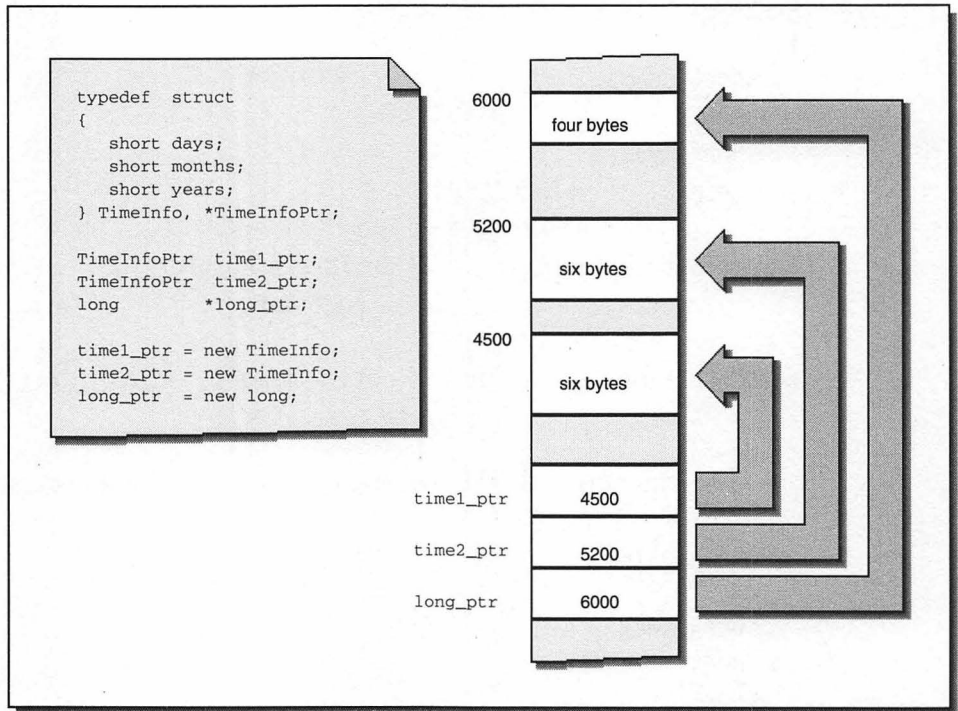 typedef  struct
{
   short days;
   short months;
   short years;
} TimeInfo, *TimeInfoPtr;

TimeInfoPtr  time1_ptr;
TimeInfoPtr  time2_ptr;
long         *long_ptr;

time1_ptr = new TimeInfo;
time2_ptr = new TimeInfo;
long_ptr  = new long;
6000
four bytes
5200
six bytes
4500
six bytes
time1_ptr 4500
time2_ptr 5200
long_ptr 6000